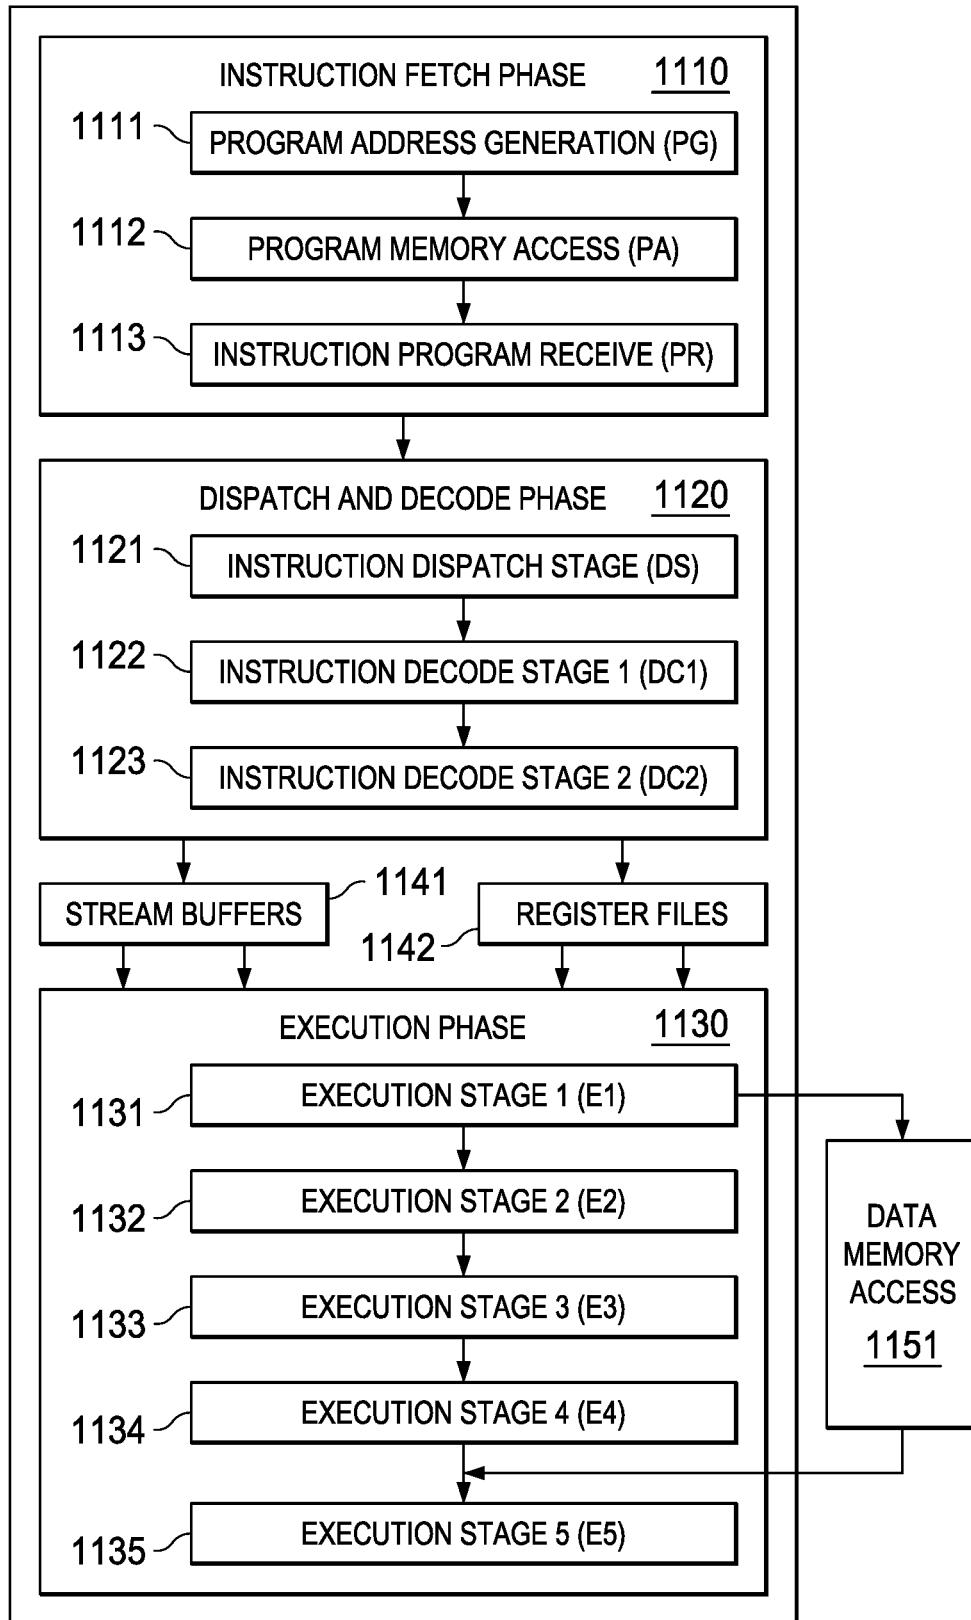 INSTRUCTION FETCH PHASE 1110
1111 PROGRAM ADDRESS GENERATION (PG)
1112 PROGRAM MEMORY ACCESS (PA)
1113 INSTRUCTION PROGRAM RECEIVE (PR)
DISPATCH AND DECODE PHASE 1120
1121 INSTRUCTION DISPATCH STAGE (DS)
1122 INSTRUCTION DECODE STAGE 1 (DC1)
1123 INSTRUCTION DECODE STAGE 2 (DC2)
STREAM BUFFERS 1141
1142 REGISTER FILES
EXECUTION PHASE 1130
1131 EXECUTION STAGE 1 (E1)
1132 EXECUTION STAGE 2 (E2)
1133 EXECUTION STAGE 3 (E3)
1134 EXECUTION STAGE 4 (E4)
1135 EXECUTION STAGE 5 (E5)
DATA
MEMORY
ACCESS
1151